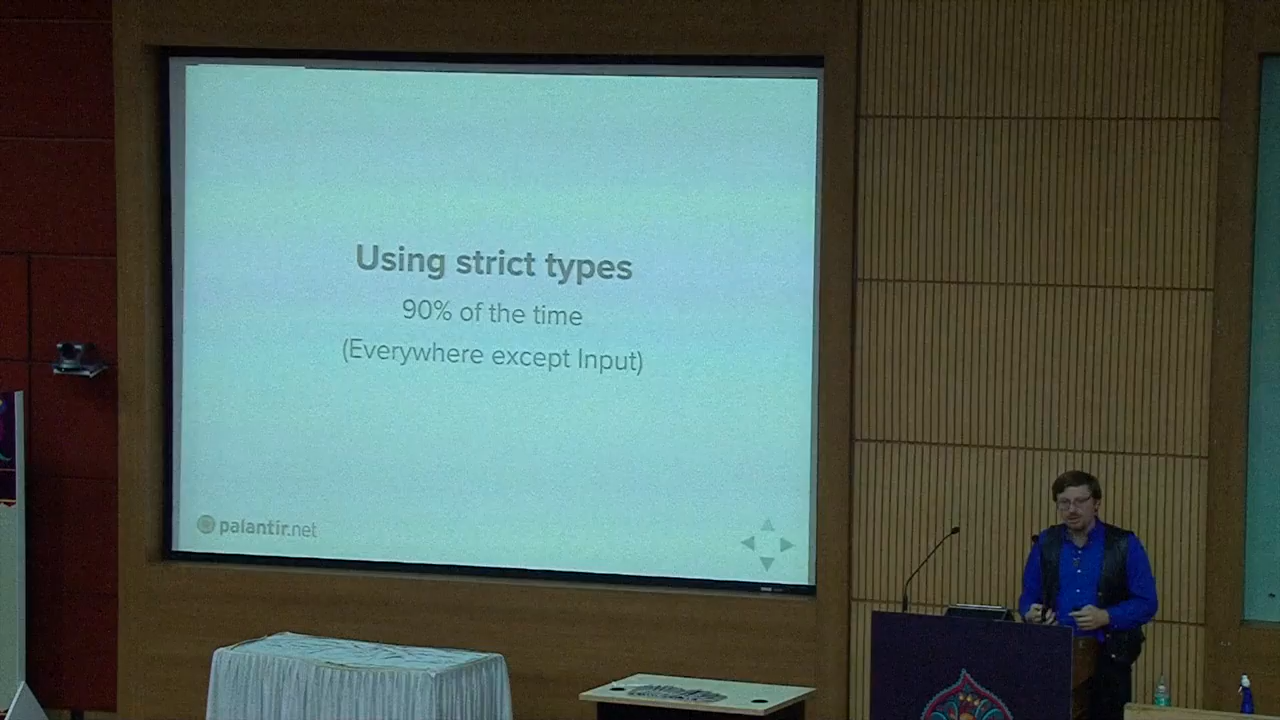 Using strict types
90% of the time
(Everywhere except Input)
palantir.net